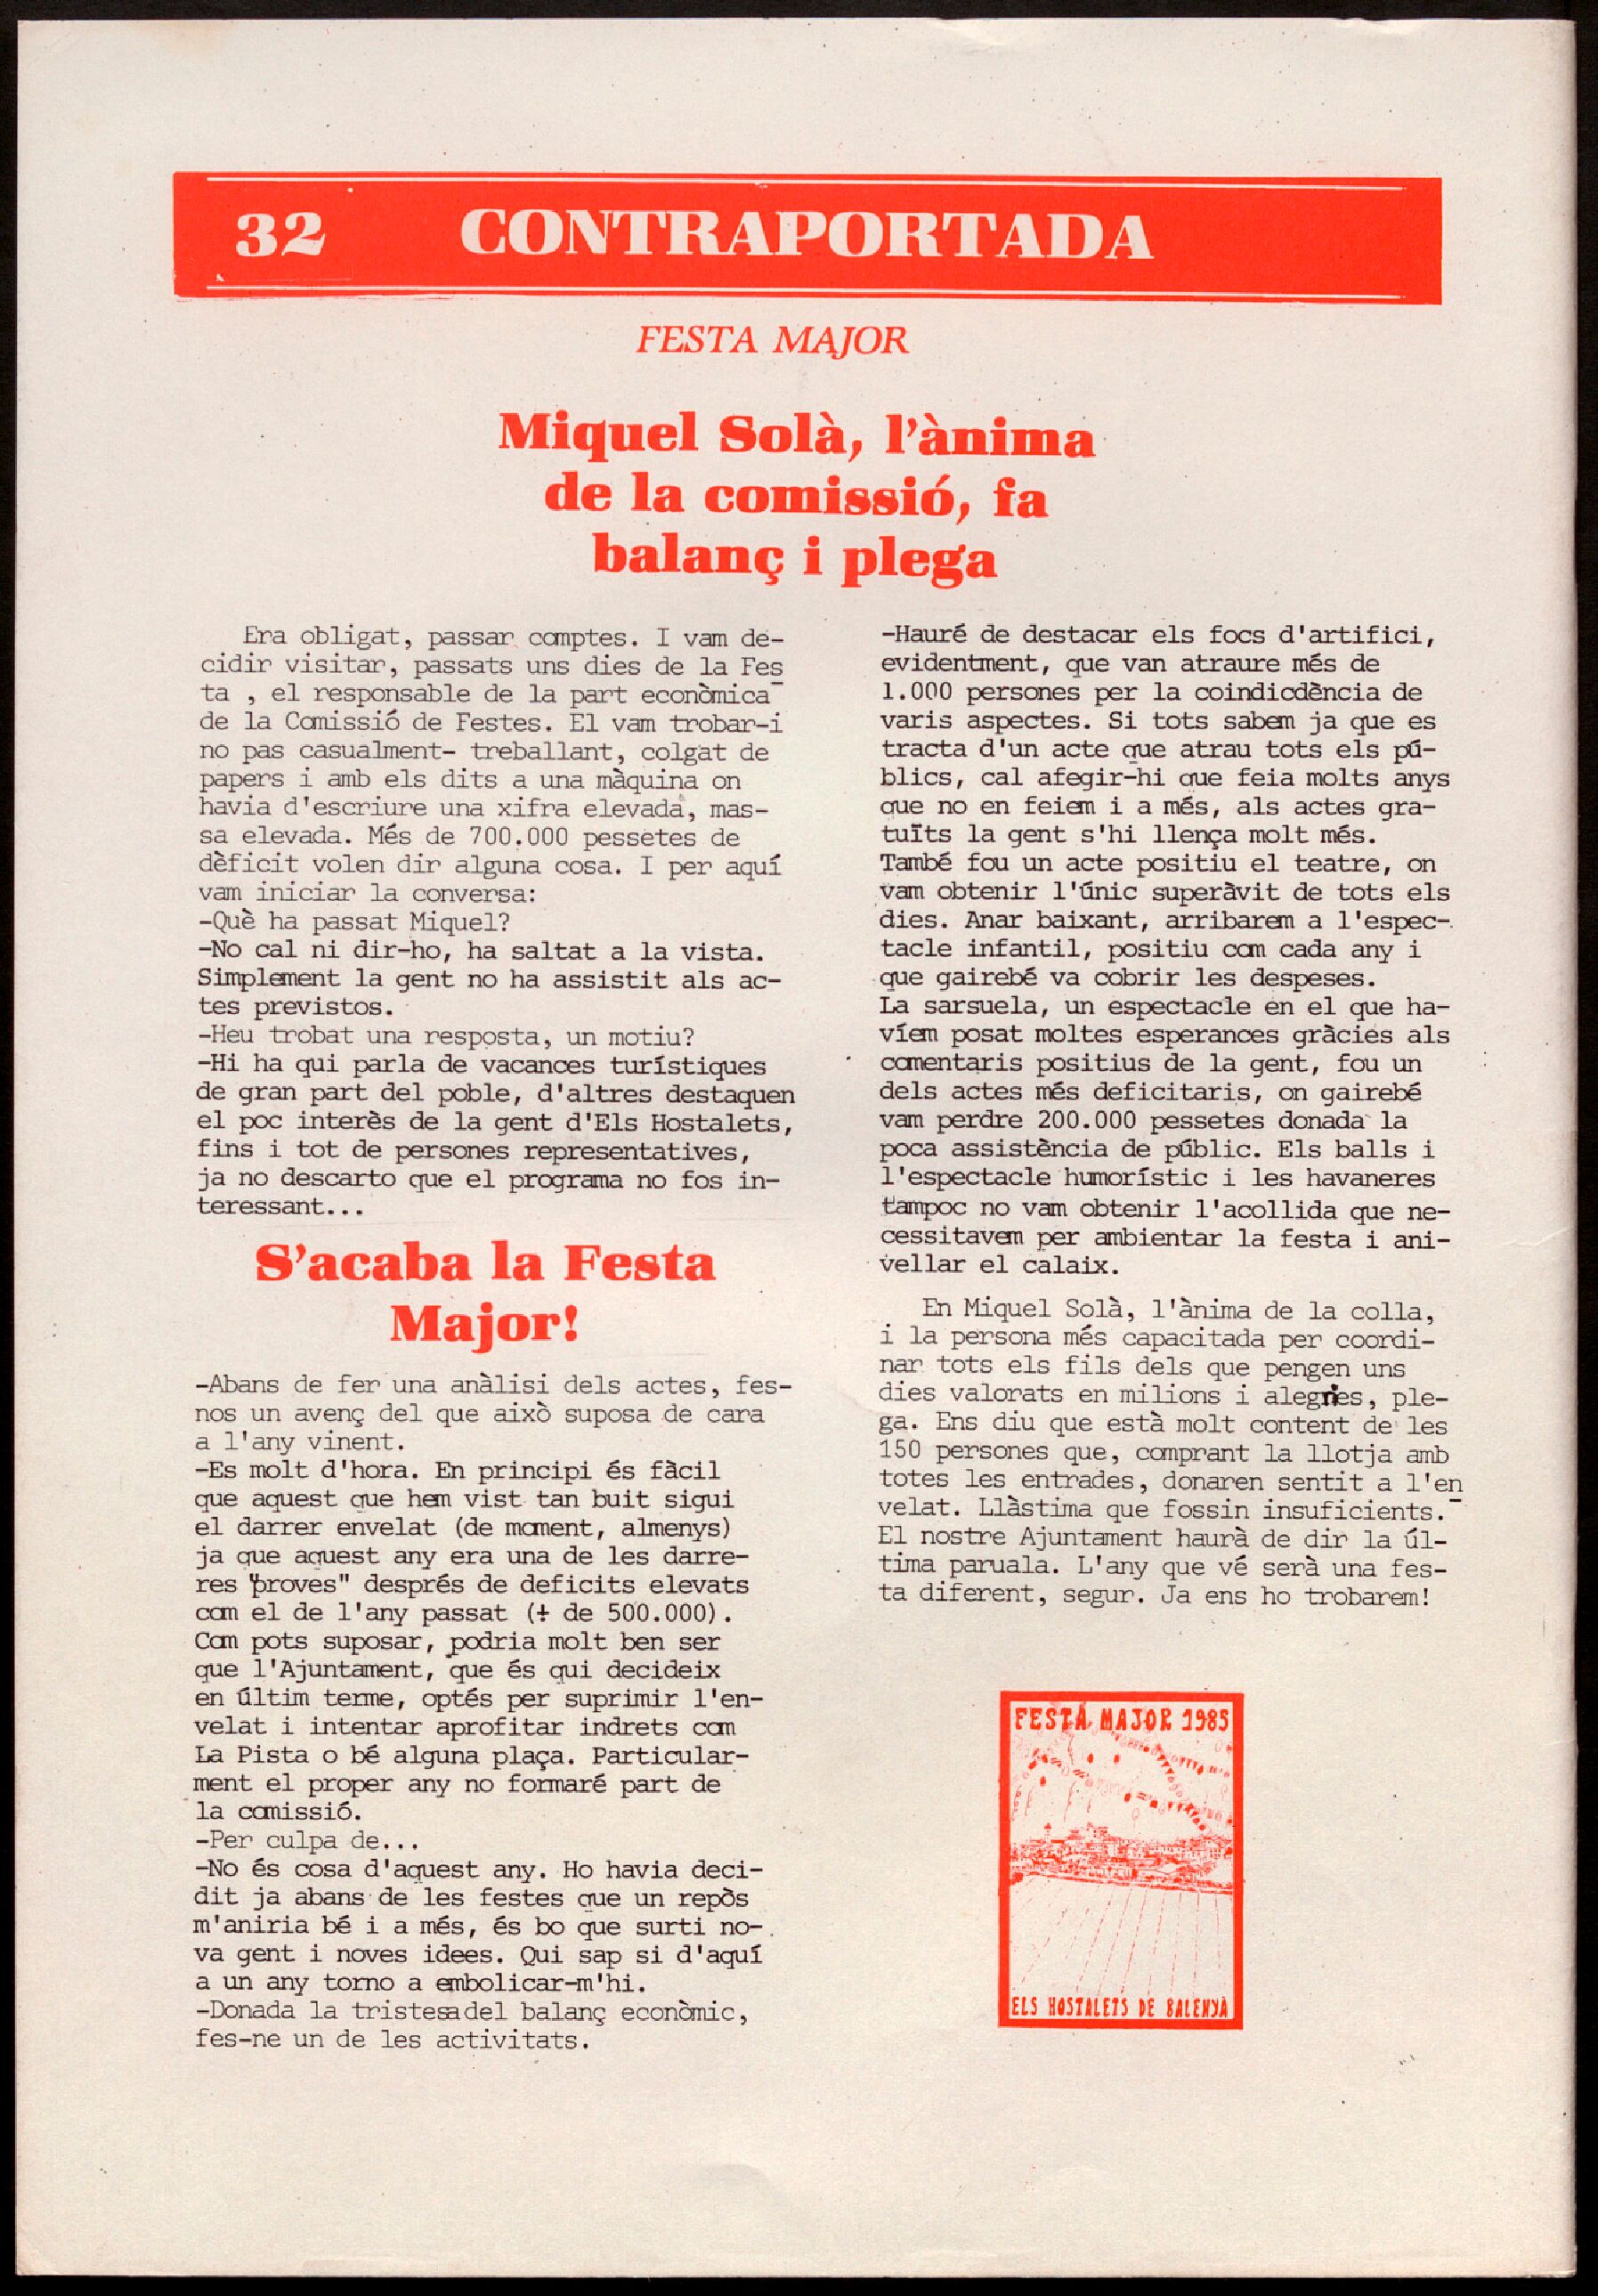 32 CONTRAPORTADA
FESTA MAJOR
Miquel Solà, l'ànima
de la comissió, fa
balanç i plega
Era obligat, passar comptes. I vam de-
cidir visitar, passats uns dies de la Fes
ta , el responsable de la part econòmica
de la Comissió de Festes. El vam trobar-i
no pas casualment- treballant, colgat de
papers i amb els dits a una màquina on
havia d'escriure una xifra elevada, mas-
sa elevada. Més de 700.000 pessetes de
dèficit volen dir alguna cosa. I per aquí
vam iniciar la conversa:
-Què ha passat Miquel?
-No cal ni dir-ho, ha saltat a la vista.
Simplement la gent no ha assistit als ac-
tes previstos.
-Heu trobat una resposta, un motiu?
-Hi ha qui parla de vacances turístiques
de gran part del poble, d'altres destaquen
el poc interès de la gent d'Els Hostalets,
fins i tot de persones representatives,
ja no descarto que el programa no fos in-
teressant...
S'acaba la Festa
Major!
-Abans de fer una anàlisi dels actes, fes-
nos un avenç del que això suposa de cara
a l'any vinent.
-Es molt d'hora. En principi és fàcil
que aquest que hem vist tan buit sigui
el darrer envelat (de moment, almenys)
ja que aquest any era una de les darre-
res "proves" després de deficits elevats
com el de l'any passat (+ de 500.000).
Com pots suposar, podria molt ben ser
que l'Ajuntament, que és qui decideix
en últim terme, optés per suprimir l'en-
velat i intentar aprofitar indrets com
La Pista o bé alguna plaça. Particular-
ment el proper any no formaré part de
la comissió.
-Per culpa de...
-No és cosa d'aquest any. Ho havia deci-
dit ja abans de les festes que un repòs
m'aniria bé i a més, és bo que surti no-
va gent i noves idees. Qui sap si d'aquí
a un any torno a embolicar-m'hi.
-Donada la tristesa del balanç econòmic,
fes-ne un de les activitats.
-Hauré de destacar els focs d'artifici,
evidentment, que van atraure més de
1.000 persones per la coindicdència de
varis aspectes. Si tots sabem ja que es
tracta d'un acte que atrau tots els pú-
blics, cal afegir-hi que feia molts anys
que no en feiem i a més, als actes gra-
tuïts la gent s'hi llença molt més.
També fou un acte positiu el teatre, on
vam obtenir l'únic superàvit de tots els
dies. Anar baixant, arribarem a l'espec-
tacle infantil, positiu com cada any i
que gairebé va cobrir les despeses.
La sarsuela, un espectacle en el que ha-
víem posat moltes esperances gràcies als
comentaris positius de la gent, fou un
dels actes més deficitaris, on gairebé
vam perdre 200.000 pessetes donada la
poca assistència de públic. Els balls i
l'espectacle humorístic i les havaneres
tampoc no vam obtenir l'acollida que ne-
cessitavem per ambientar la festa i ani-
vellar el calaix.
En Miquel Solà, l'ànima de la colla,
i la persona més capacitada per coordi-
nar tots els fils dels que pengen uns
dies valorats en milions i alegries, ple-
ga. Ens diu que està molt content de les
150 persones que, comprant la llotja amb
totes les entrades, donaren sentit a l'en
velat. Llàstima que fossin insuficients.
El nostre Ajuntament haurà de dir la úl-
tima paruala. L'any que vé serà una fes-
ta diferent, segur. Ja ens ho trobarem!
FESTA MAJOR 1985
ELS HOSTALETS DE BALENYÀ